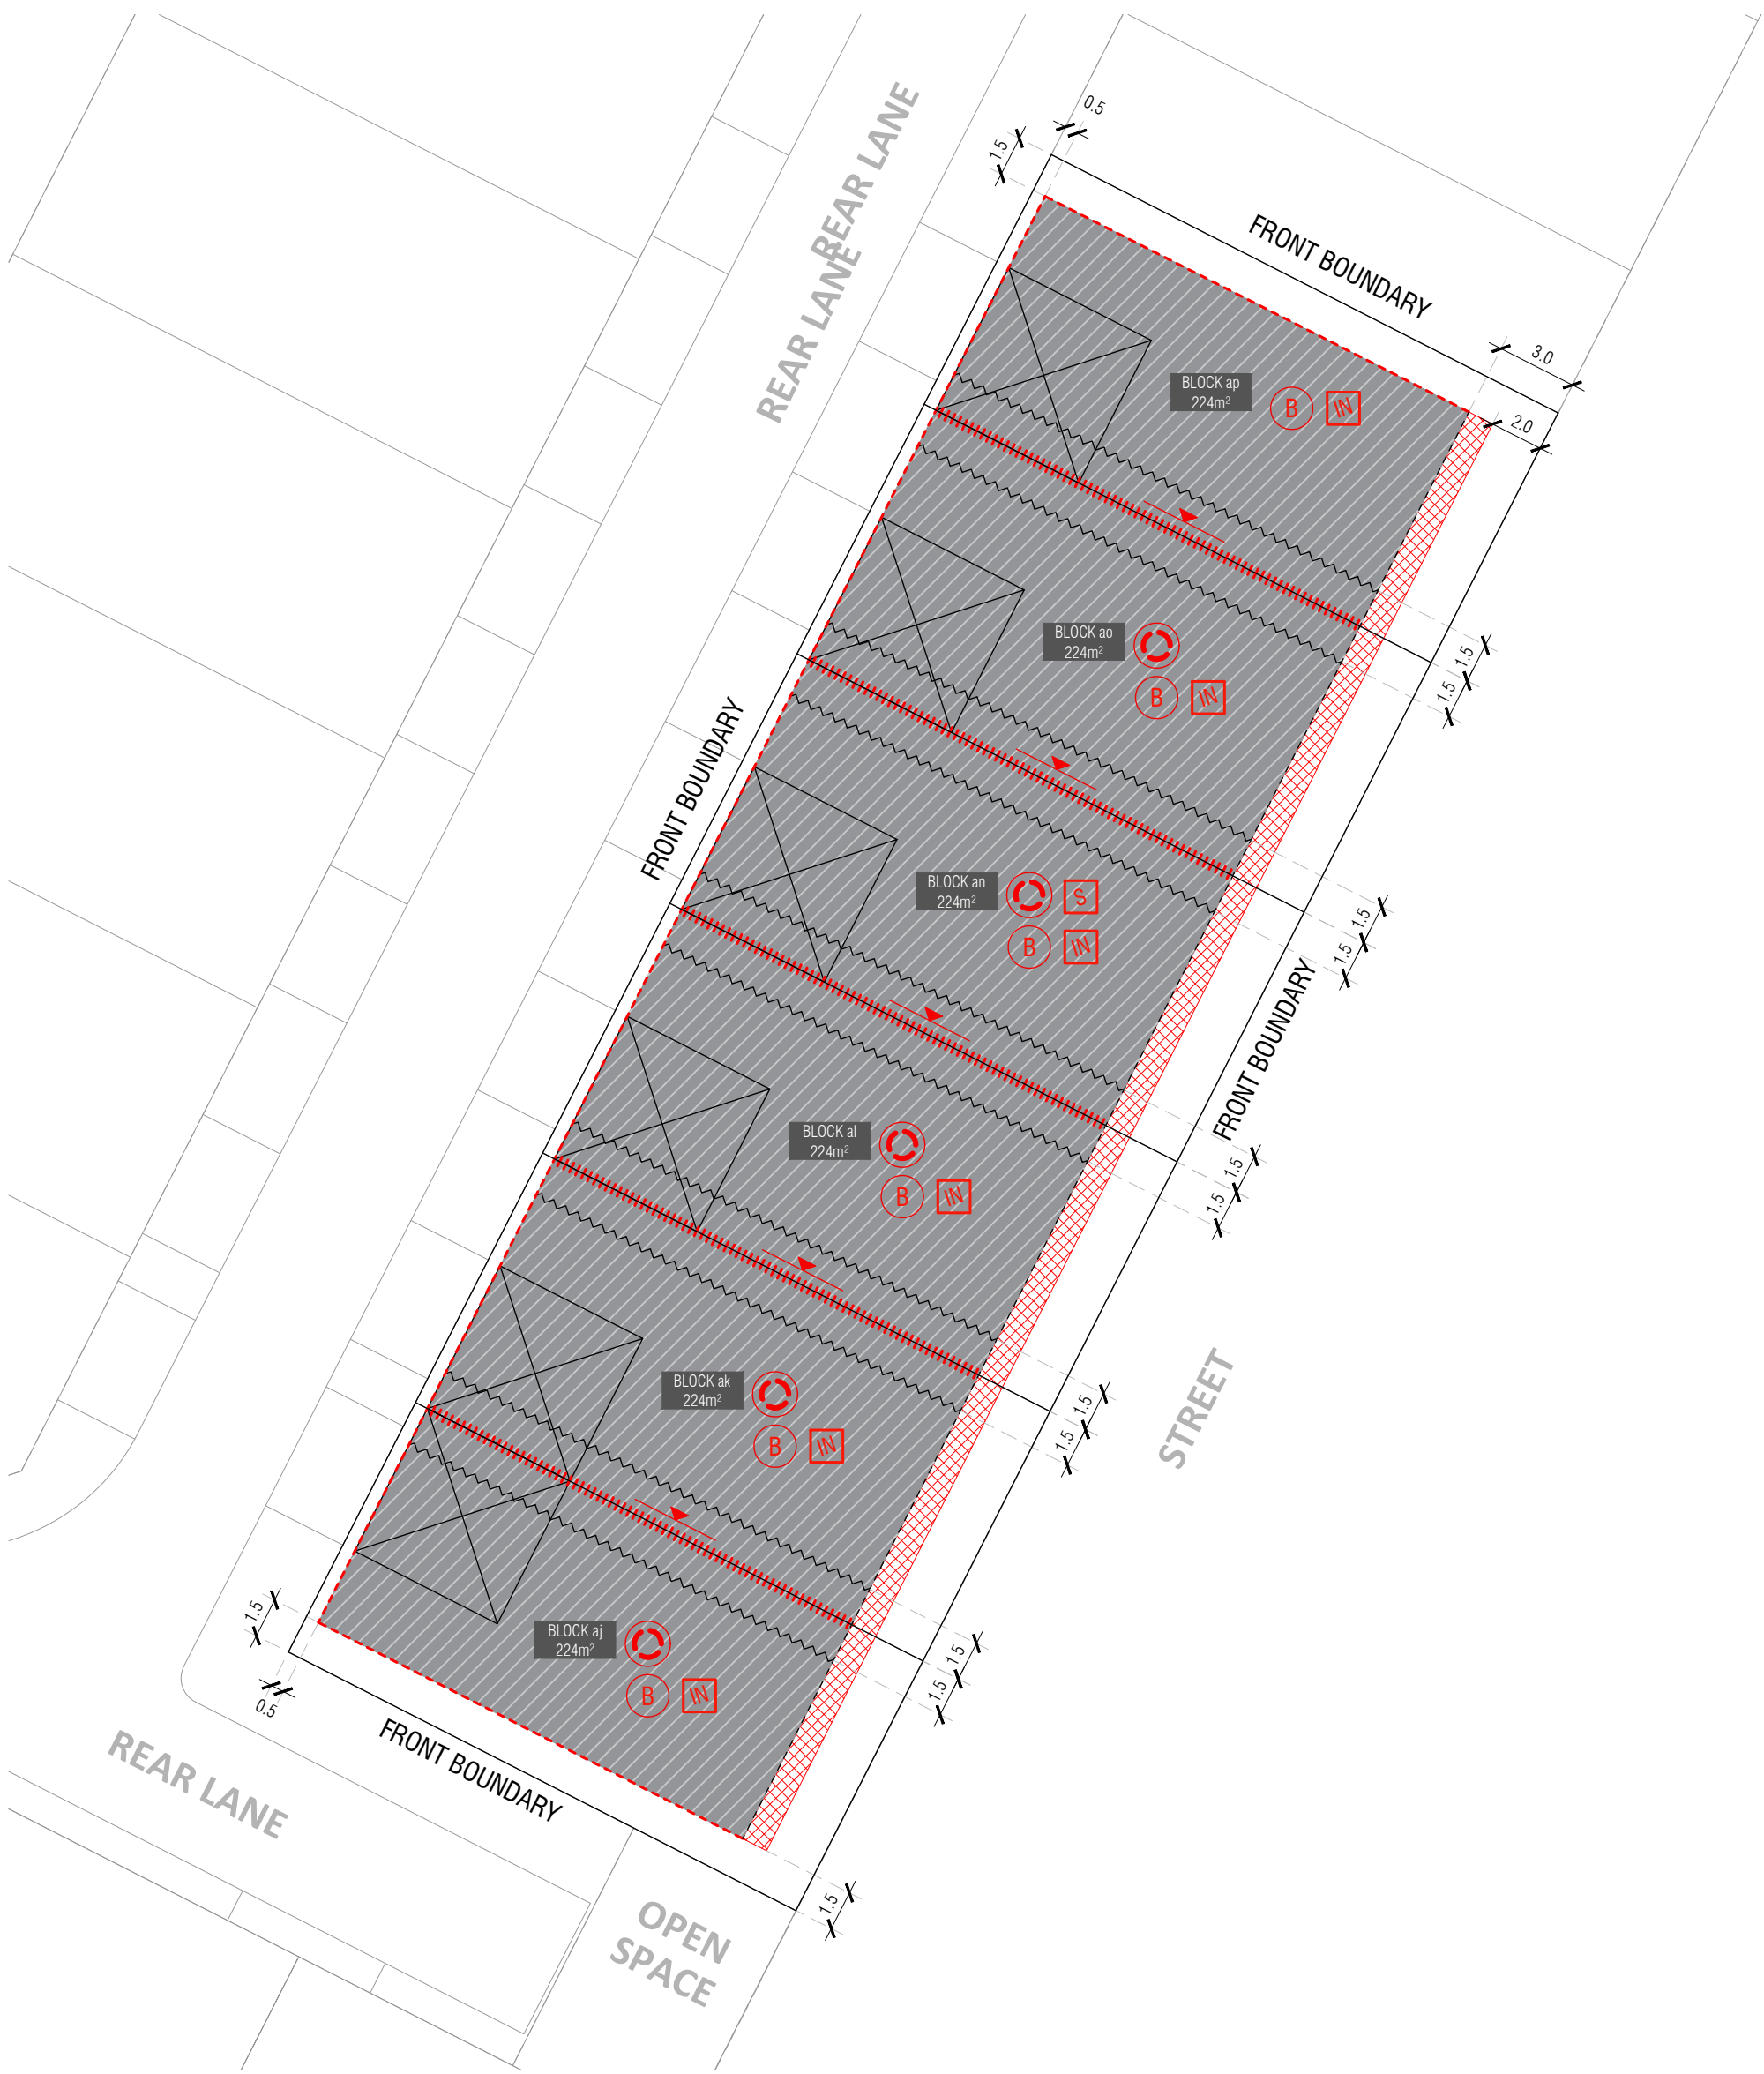 REAR LANE
REAR LANE
0.5
1.5
FRONT BOUNDARY
3.0
2.0
BLOCK ap
224m²
B
IN
BLOCK ao
224m²
B
IN
1.5
1.5
FRONT BOUNDARY
BLOCK an
224m²
S
B
IN
1.5
1.5
FRONT BOUNDARY
BLOCK al
224m²
B
IN
1.5
1.5
STREET
BLOCK ak
224m²
B
IN
1.5
1.5
BLOCK aj
224m²
B
IN
1.5
1.5
1.5
0.5
FRONT BOUNDARY
REAR LANE
1.5
OPEN
SPACE